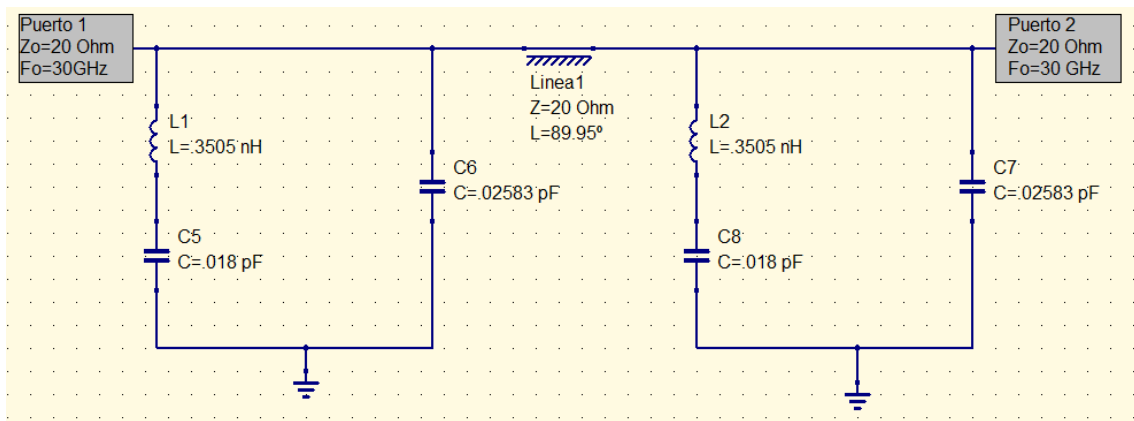 Puerto 1
Zo=20 Ohm
Fo=30GHz
Puerto 2
Zo=20 Ohm
Fo=30 GHz
Linea1
Z=20 Ohm
L=89.95º
L1
L=.3505 nH
L2
L=.3505 nH
C6
C=.02583 pF
C7
C=.02583 pF
C5
C=.018 pF
C8
C=.018 pF